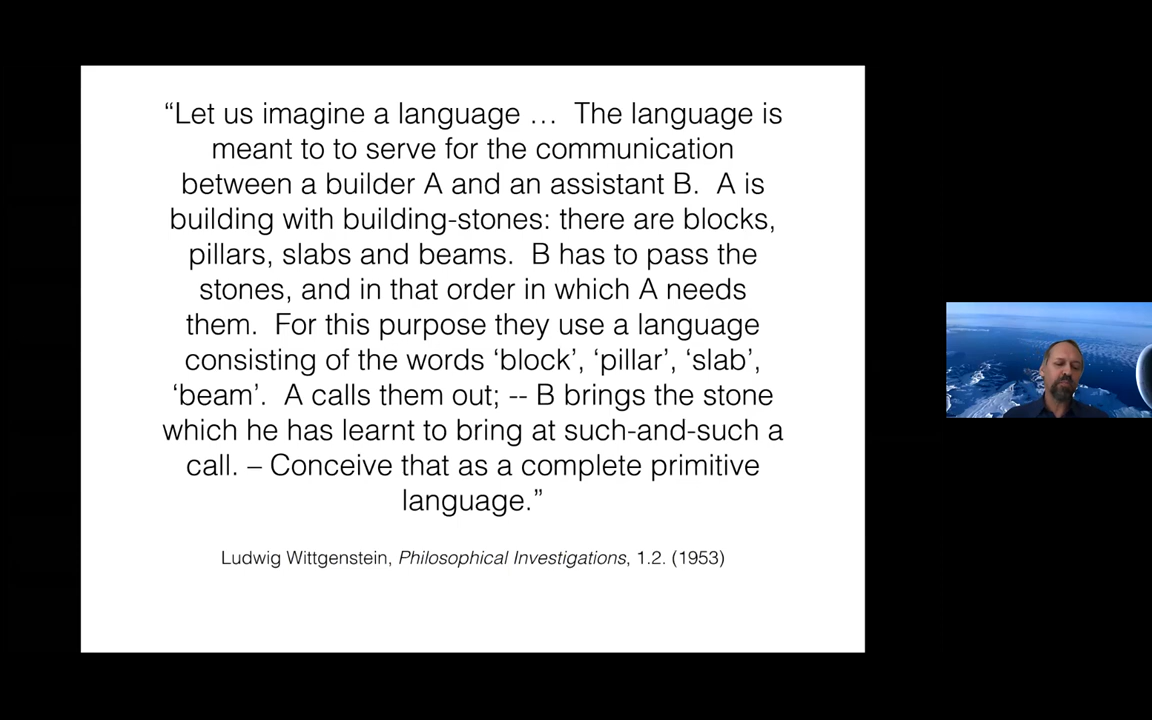 “Let us imagine a language …  The language is
meant to to serve for the communication
between a builder A and an assistant B.  A is
building with building-stones: there are blocks,
pillars, slabs and beams.  B has to pass the
stones, and in that order in which A needs
them.  For this purpose they use a language
consisting of the words ‘block’, ‘pillar’, ‘slab’,
‘beam’.  A calls them out; -- B brings the stone
which he has learnt to bring at such-and-such a
call. – Conceive that as a complete primitive
language.”
Ludwig Wittgenstein, Philosophical Investigations, 1.2. (1953)